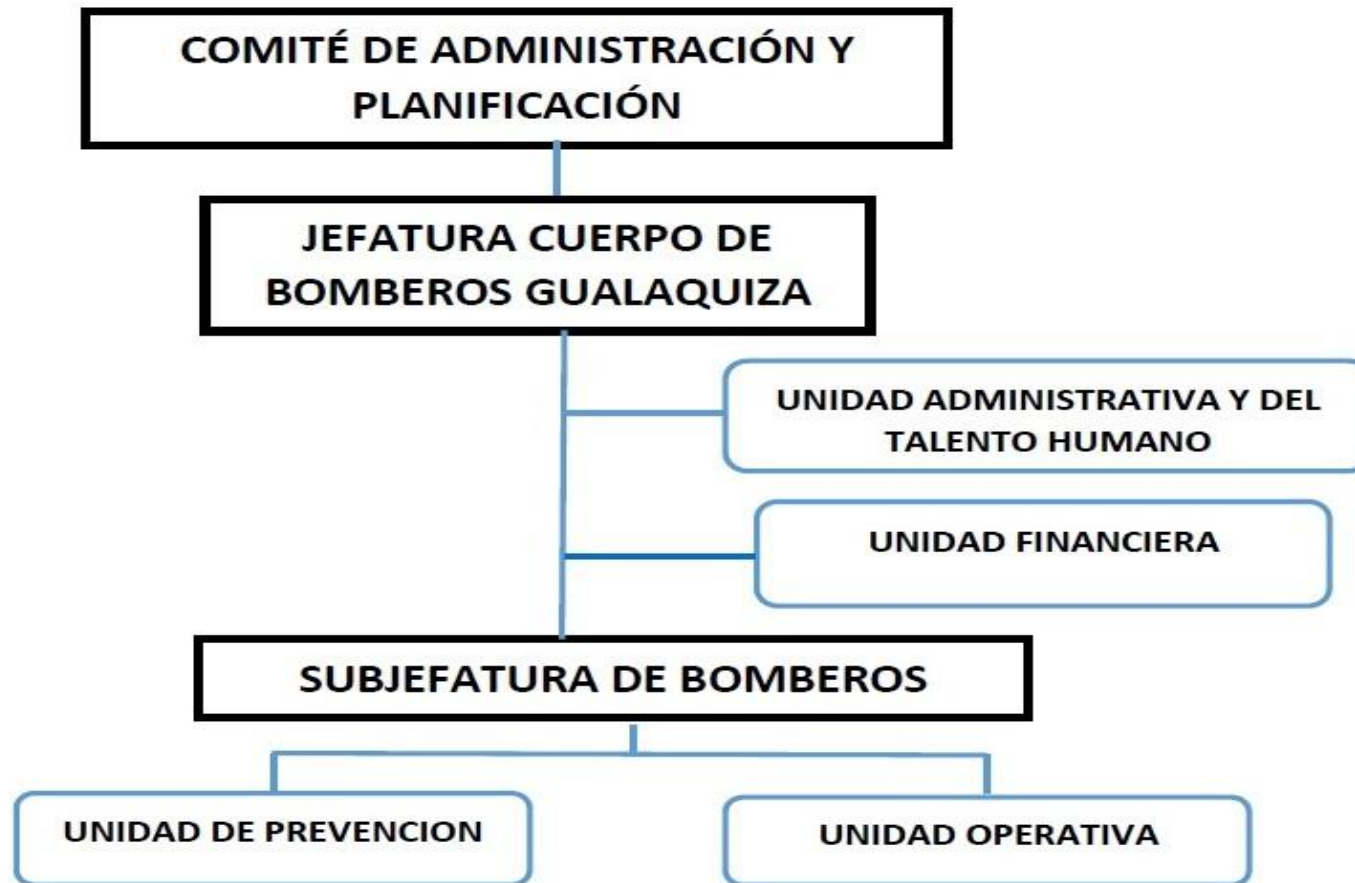 COMITÉ DE ADMINISTRACIÓN Y
PLANIFICACIÓN
JEFATURA CUERPO DE
BOMBEROS GUALAQUIZA
UNIDAD ADMINISTRATIVA Y DEL
TALENTO HUMANO
UNIDAD FINANCIERA
SUBJEFATURA DE BOMBEROS
UNIDAD DE PREVENCION
UNIDAD OPERATIVA